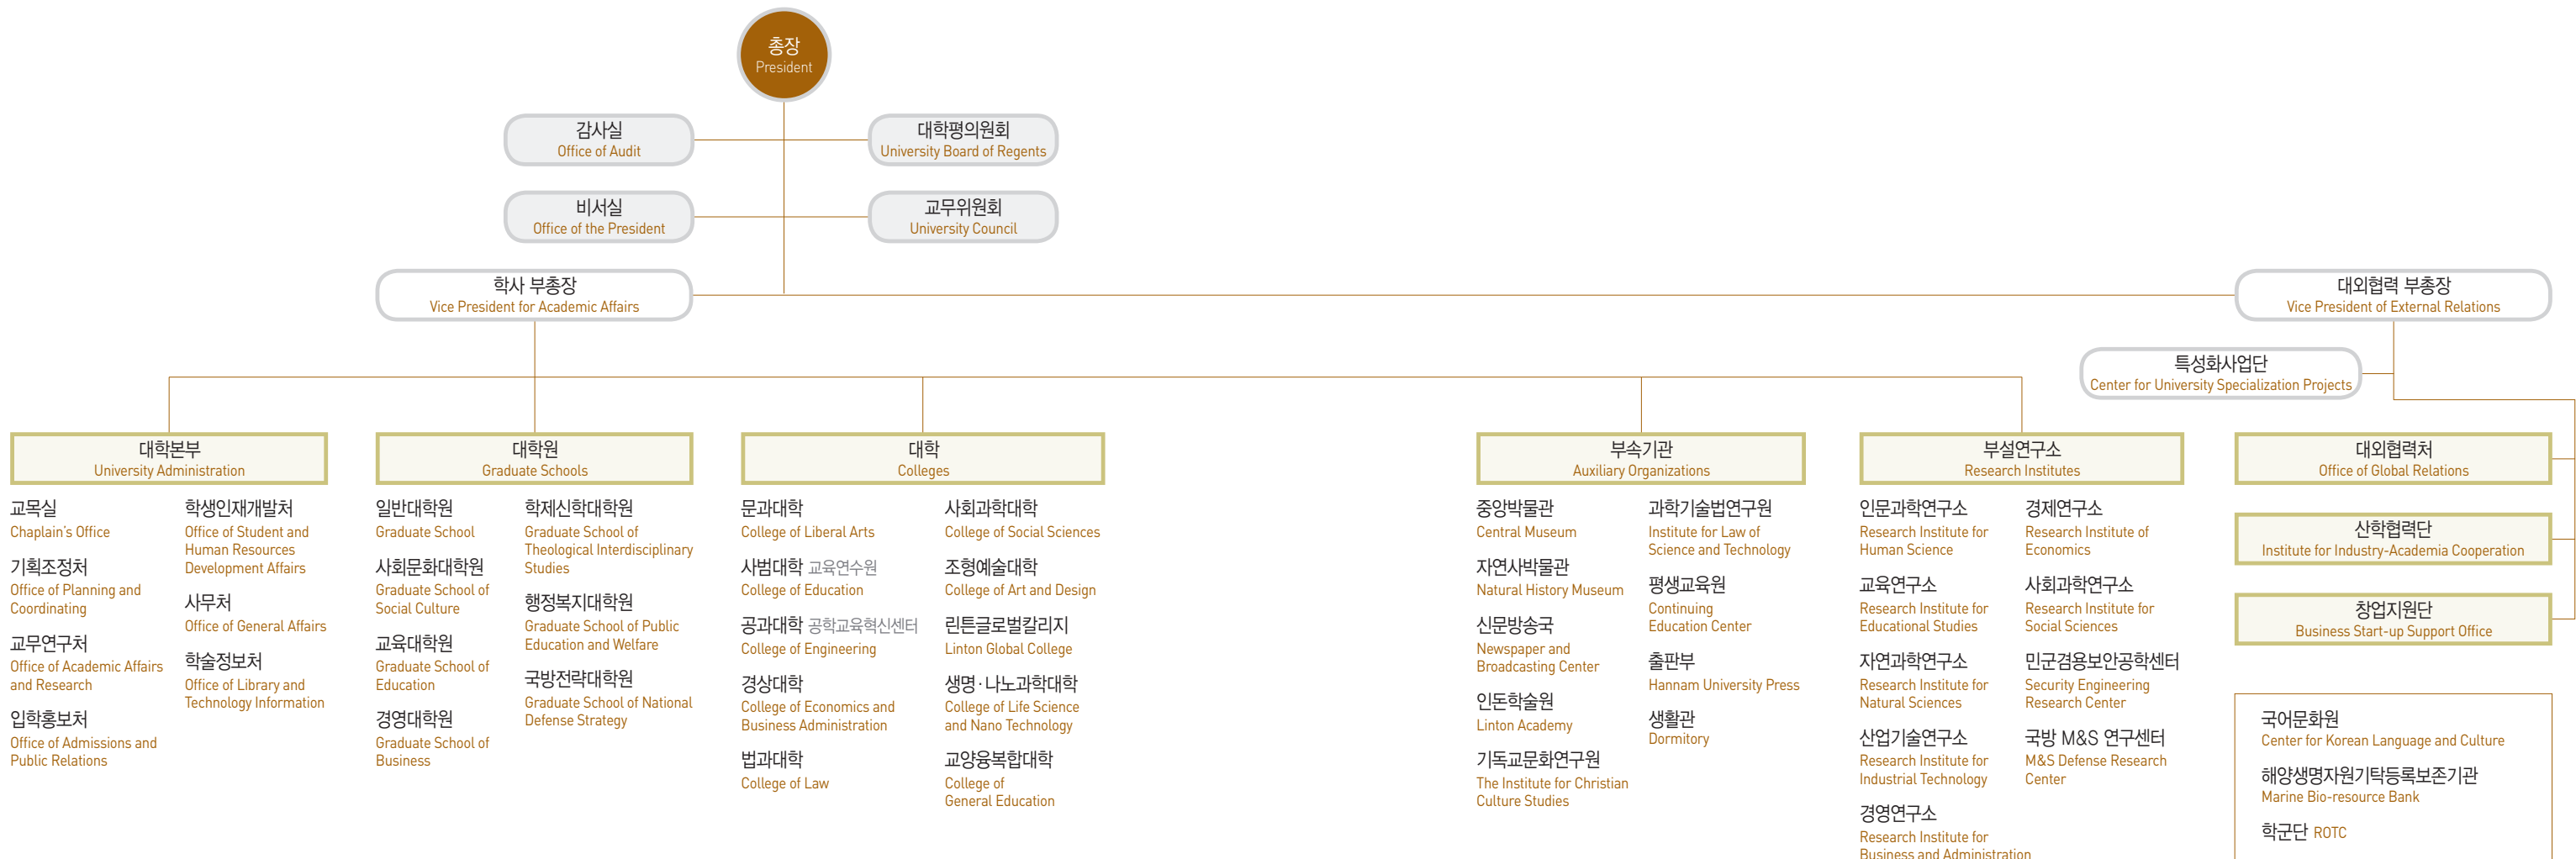 총장
President
감사실
Office of Audit
대학평의원회
University Board of Regents
비서실
Office of the President
교무위원회
University Council
학사 부총장
Vice President for Academic Affairs
대외협력 부총장
Vice President of External Relations
특성화사업단
Center for University Specialization Projects
대학본부
University Administration
교목실
Chaplain's Office
기획조정처
Office of Planning and
Coordinating
교무연구처
Office of Academic Affairs
and Research
입학홍보처
Office of Admissions and
Public Relations
학생인재개발처
Office of Student and
Human Resources
Development Affairs
사무처
Office of General Affairs
학술정보처
Office of Library and
Technology Information
대학원
Graduate Schools
일반대학원
Graduate School
사회문화대학원
Graduate School of
Social Culture
교육대학원
Graduate School of
Education
경영대학원
Graduate School of
Business
학제신학대학원
Graduate School of
Theological Interdisciplinary
Studies
행정복지대학원
Graduate School of Public
Education and Welfare
국방전략대학원
Graduate School of National
Defense Strategy
대학
Colleges
문과대학
College of Liberal Arts
사범대학 교육연수원
College of Education
공과대학 공학교육혁신센터
College of Engineering
경상대학
College of Economics and
Business Administration
법과대학
College of Law
사회과학대학
College of Social Sciences
조형예술대학
College of Art and Design
린튼글로벌칼리지
Linton Global College
생명·나노과학대학
College of Life Science
and Nano Technology
교양융복합대학
College of
General Education
부속기관
Auxiliary Organizations
중앙박물관
Central Museum
자연사박물관
Natural History Museum
신문방송국
Newspaper and
Broadcasting Center
인돈학술원
Linton Academy
기독교문화연구원
The Institute for Christian
Culture Studies
과학기술법연구원
Institute for Law of
Science and Technology
평생교육원
Continuing
Education Center
출판부
Hannam University Press
생활관
Dormitory
부설연구소
Research Institutes
인문과학연구소
Research Institute for
Human Science
교육연구소
Research Institute for
Educational Studies
자연과학연구소
Research Institute for
Natural Sciences
산업기술연구소
Research Institute for
Industrial Technology
경영연구소
Research Institute for
Business and Administration
경제연구소
Research Institute of
Economics
사회과학연구소
Research Institute for
Social Sciences
민군겸용보안공학센터
Security Engineering
Research Center
국방 M&S 연구센터
M&S Defense Research
Center
대외협력처
Office of Global Relations
산학협력단
Institute for Industry-Academia Cooperation
창업지원단
Business Start-up Support Office
국어문화원
Center for Korean Language and Culture
해양생명자원기탁등록보존기관
Marine Bio-resource Bank
학군단 ROTC